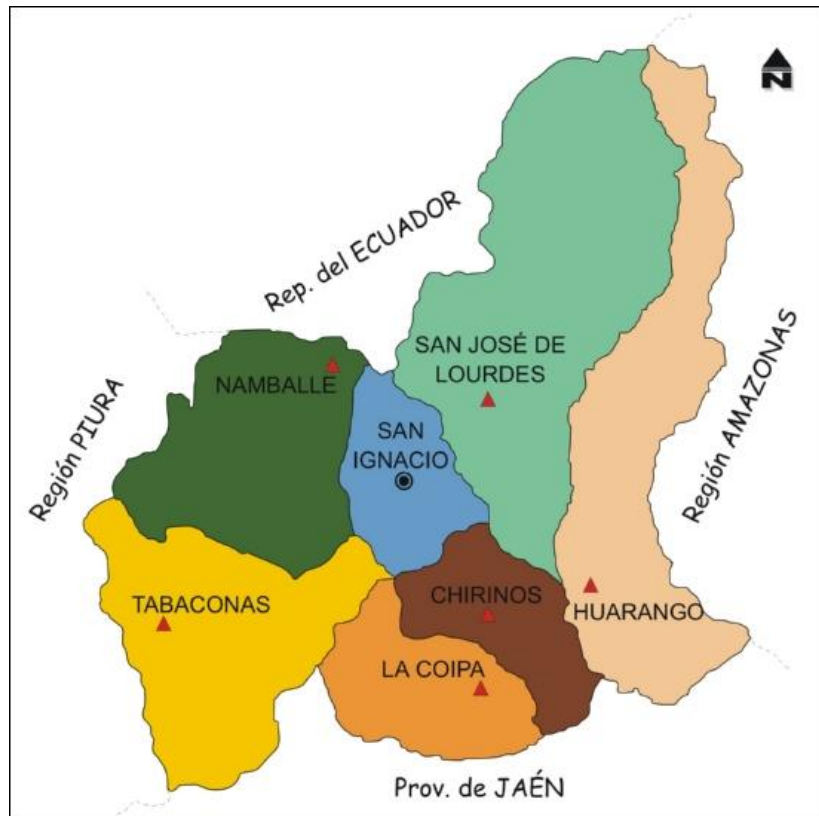 N
Rep. del ECUADOR
SAN JOSÉ DE
LOURDES
NAMBALLE
SAN
IGNACIO
Región PIURA
Región AMAZONAS
TABACONAS
CHIRINOS
HUARANGO
LA COIPA
Prov. de JAÉN